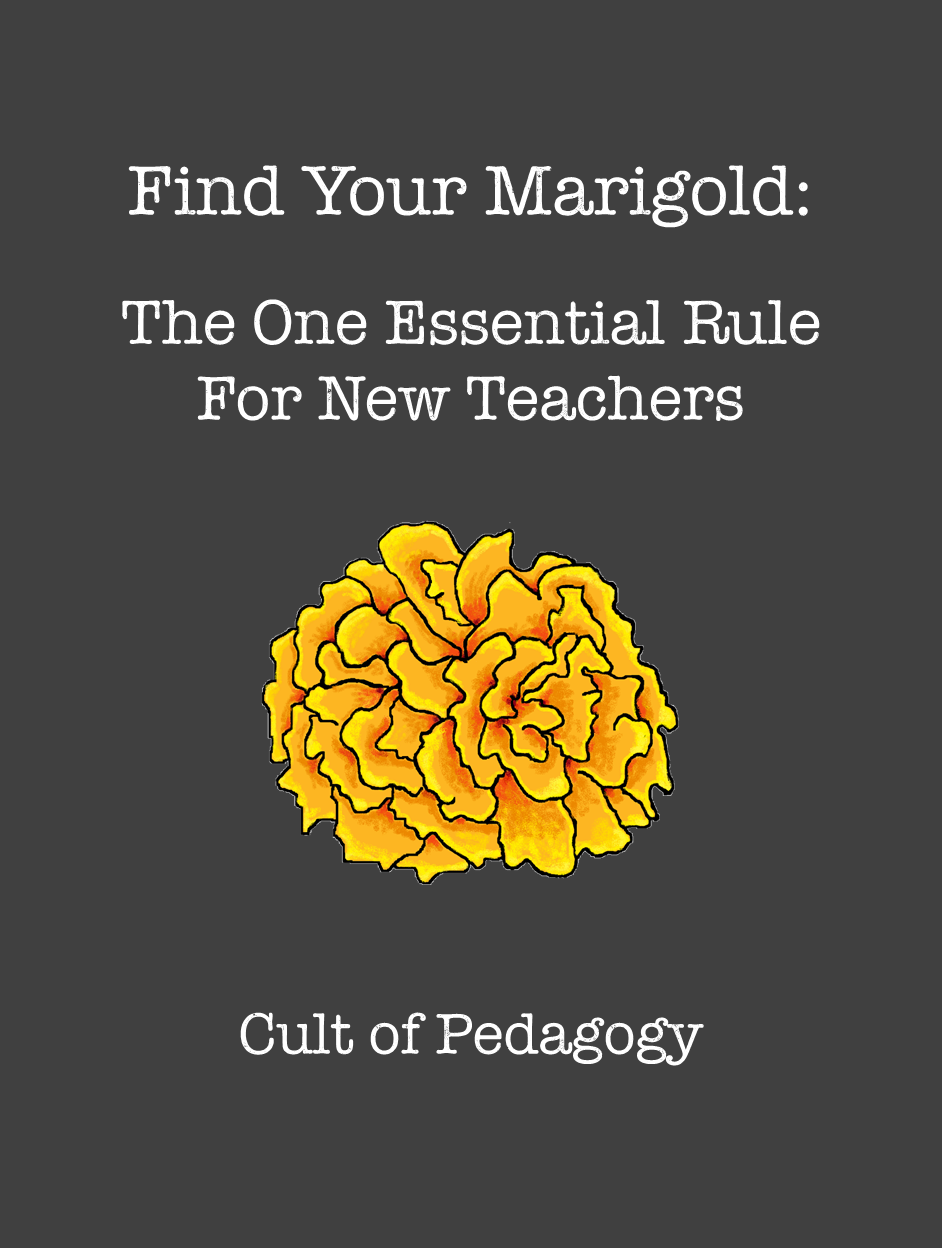 Find Your Marigold:
The One Essential Rule
For New Teachers
Cult of Pedagogy